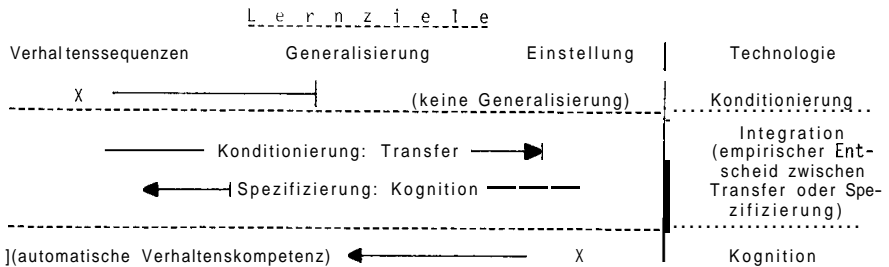 Lernziele
Verhaltenssequenzen Generalisierung Einstellung Technologie
X (keine Generalisierung) Konditionierung
Konditionierung: Transfer
Spezifizierung: Kognition
Integration
(empirischer Ent-
scheid zwischen
Transfer oder Spe-
zifizierung)
](automatische Verhaltenskompetenz) X Kognition